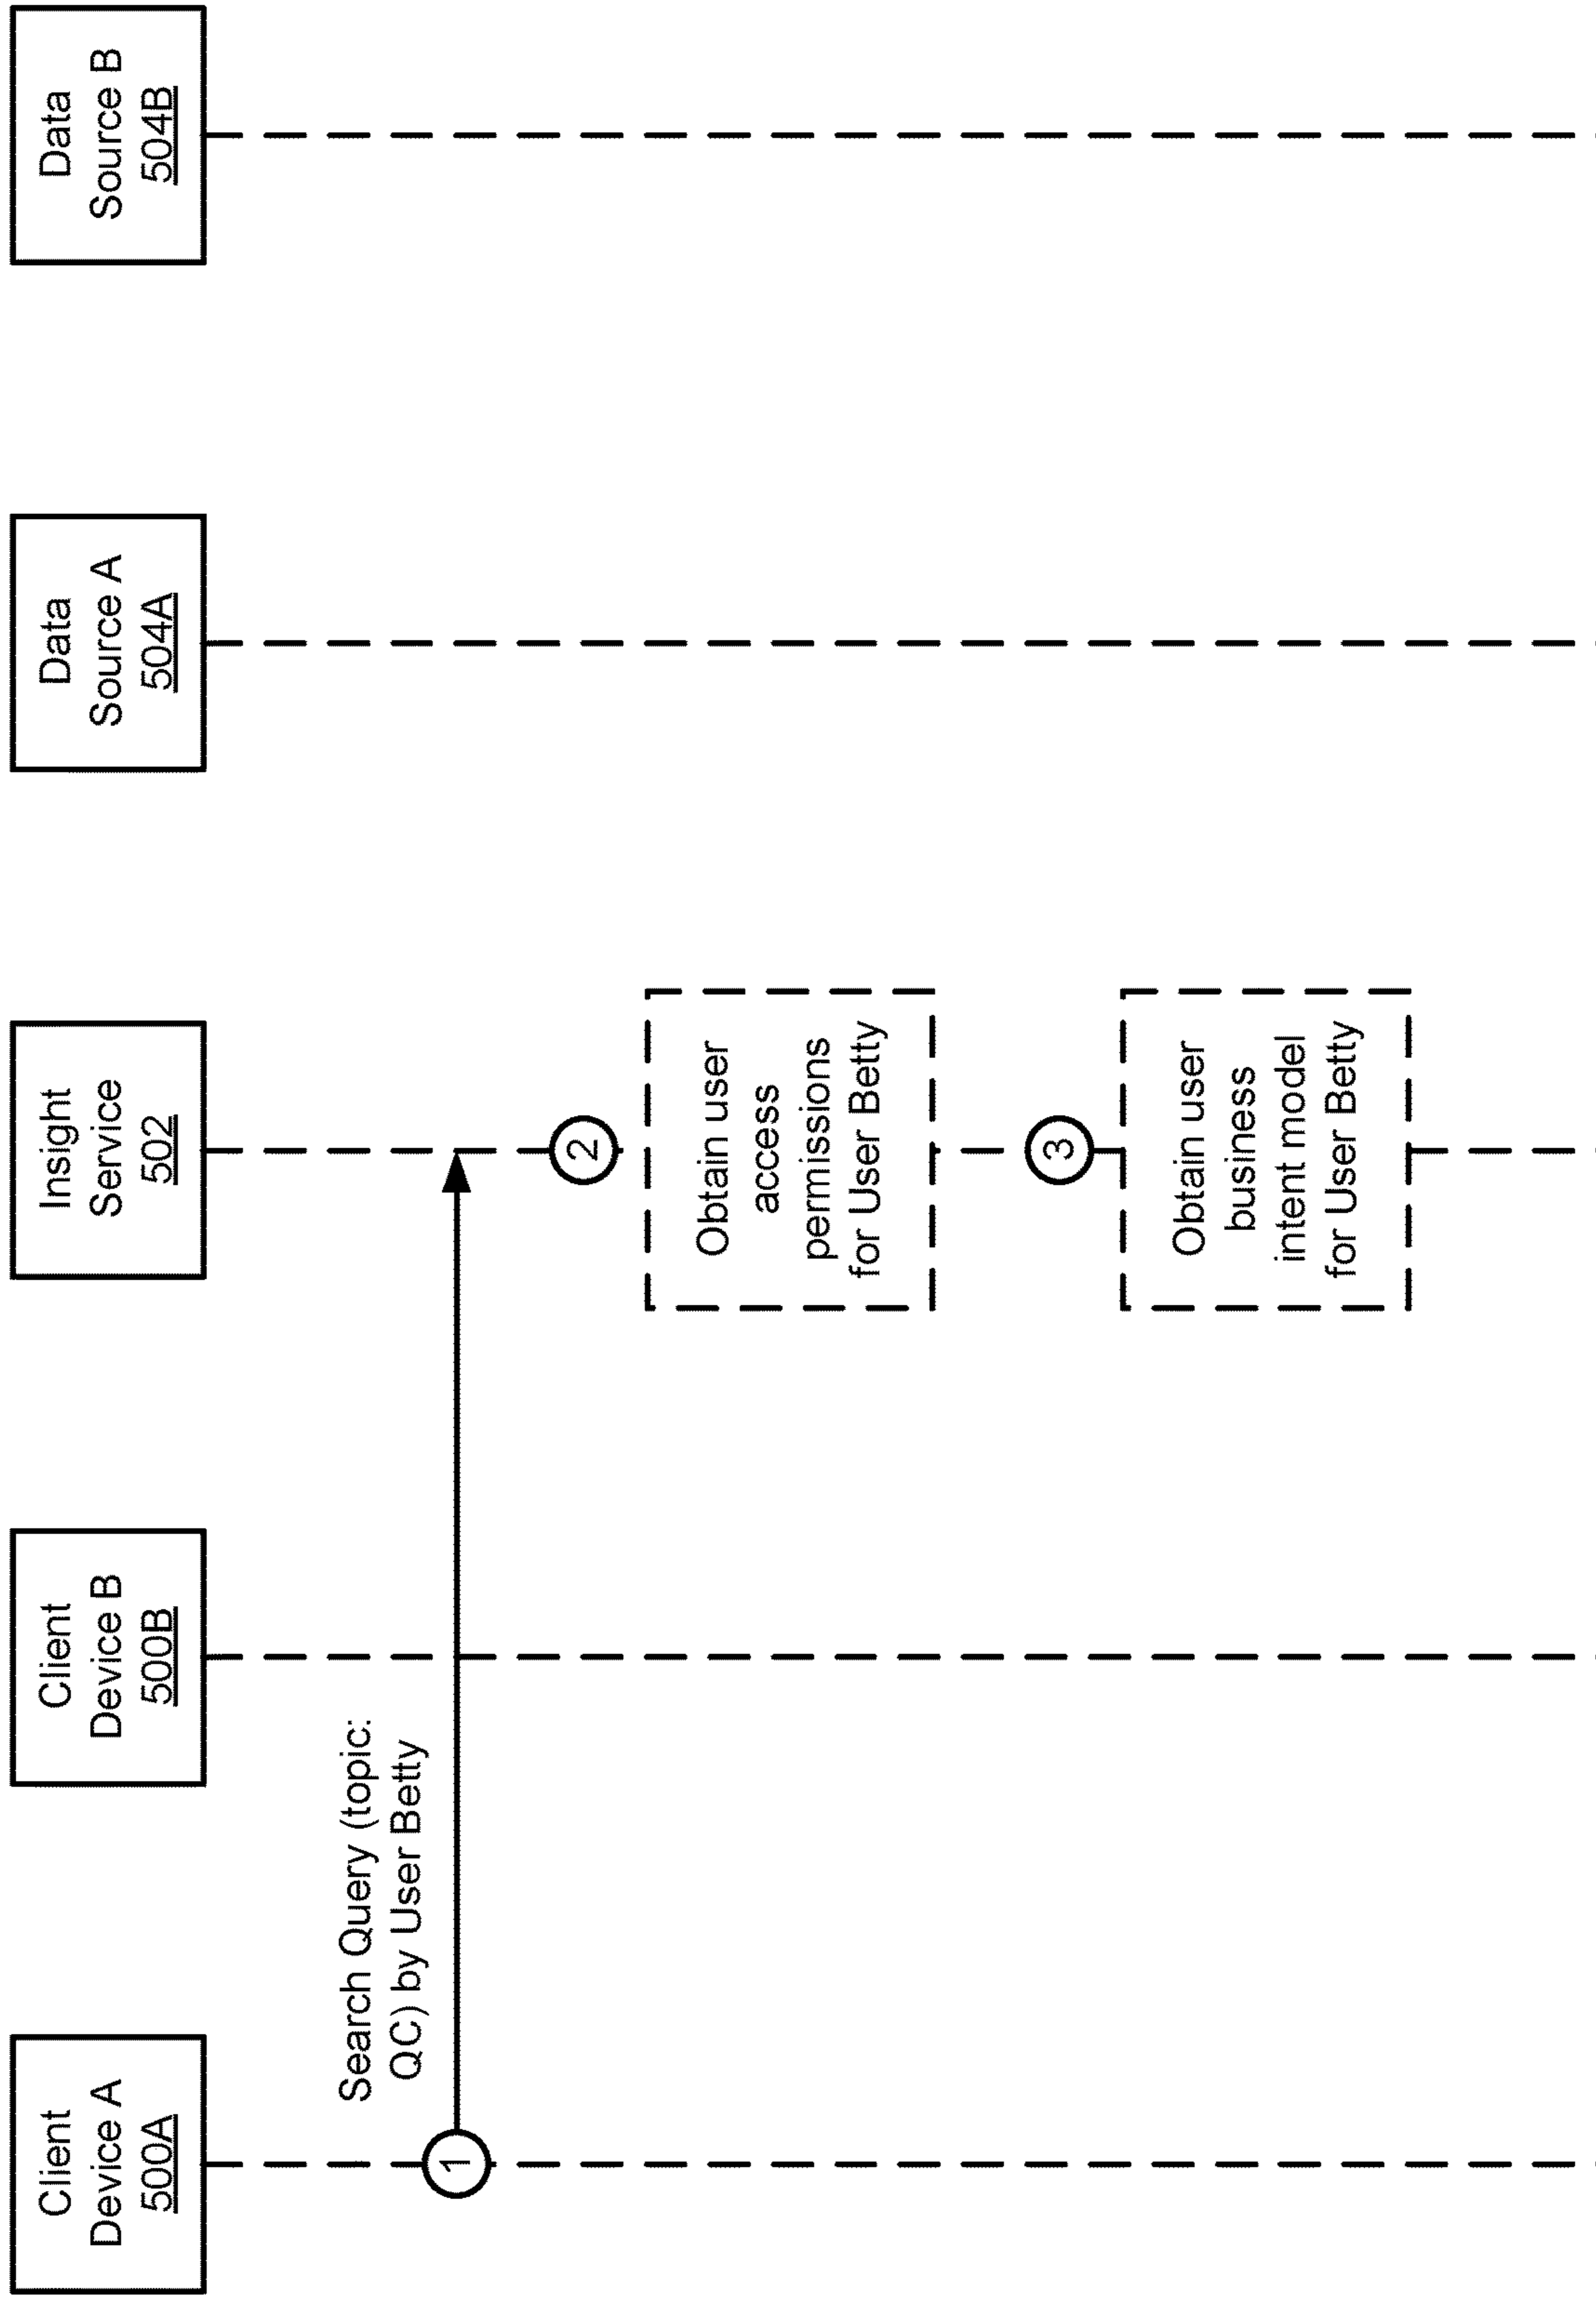 Client
Device A
500A
Client
Device B
500B
Insight
Service
502
Data
Source A
504A
Data
Source B
504B
Search Query (topic:
QC) by User Betty
1
2
Obtain user
access
permissions
for User Betty
3
Obtain user
business
intent model
for User Betty